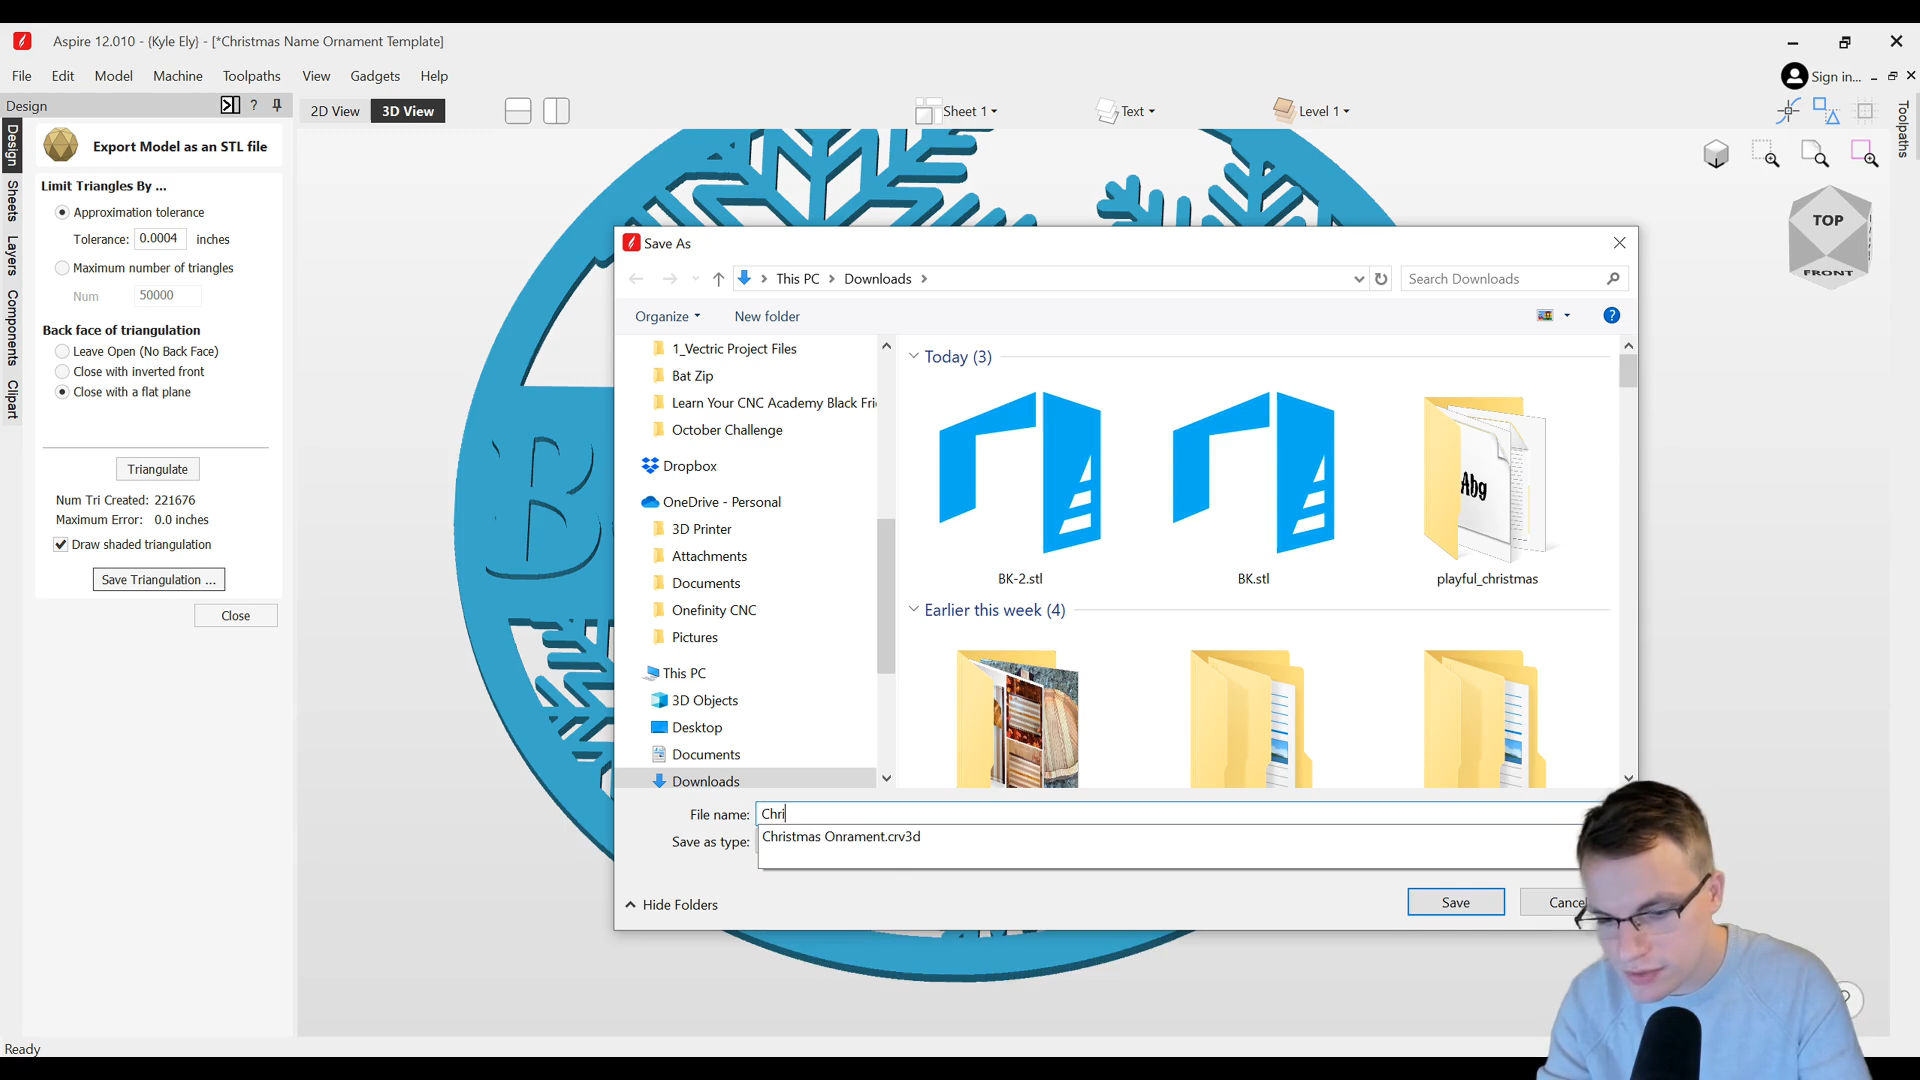 Aspire 12.010 - {Kyle Ely} - [*Christmas Name Ornament Template]
File Edit Model Machine Toolpaths View Gadgets Help
Sign in...
Design
2D View 3D View
Sheet 1
Text
Level 1
Toolpaths
Design
Sheets
Layers
Components
Clipart
Export Model as an STL file
Limit Triangles By ...
Approximation tolerance
Tolerance: 0.0004 inches
Maximum number of triangles
Num 50000
Back face of triangulation
Leave Open (No Back Face)
Close with inverted front
Close with a flat plane
Triangulate
Num Tri Created: 221676
Maximum Error: 0.0 inches
Draw shaded triangulation
Save Triangulation ...
Close
TOP
FRONT
B
Save As
This PC > Downloads >
Search Downloads
Organize
New folder
1_Vectric Project Files
Bat Zip
Learn Your CNC Academy Black Fri
October Challenge
Dropbox
OneDrive - Personal
3D Printer
Attachments
Documents
Onefinity CNC
Pictures
This PC
3D Objects
Desktop
Documents
Downloads
Today (3)
Abg
BK-2.stl
BK.stl
playful_christmas
Earlier this week (4)
File name: Chri
Christmas Onrament.crv3d
Save as type:
Hide Folders
Save
Cancel
Ready